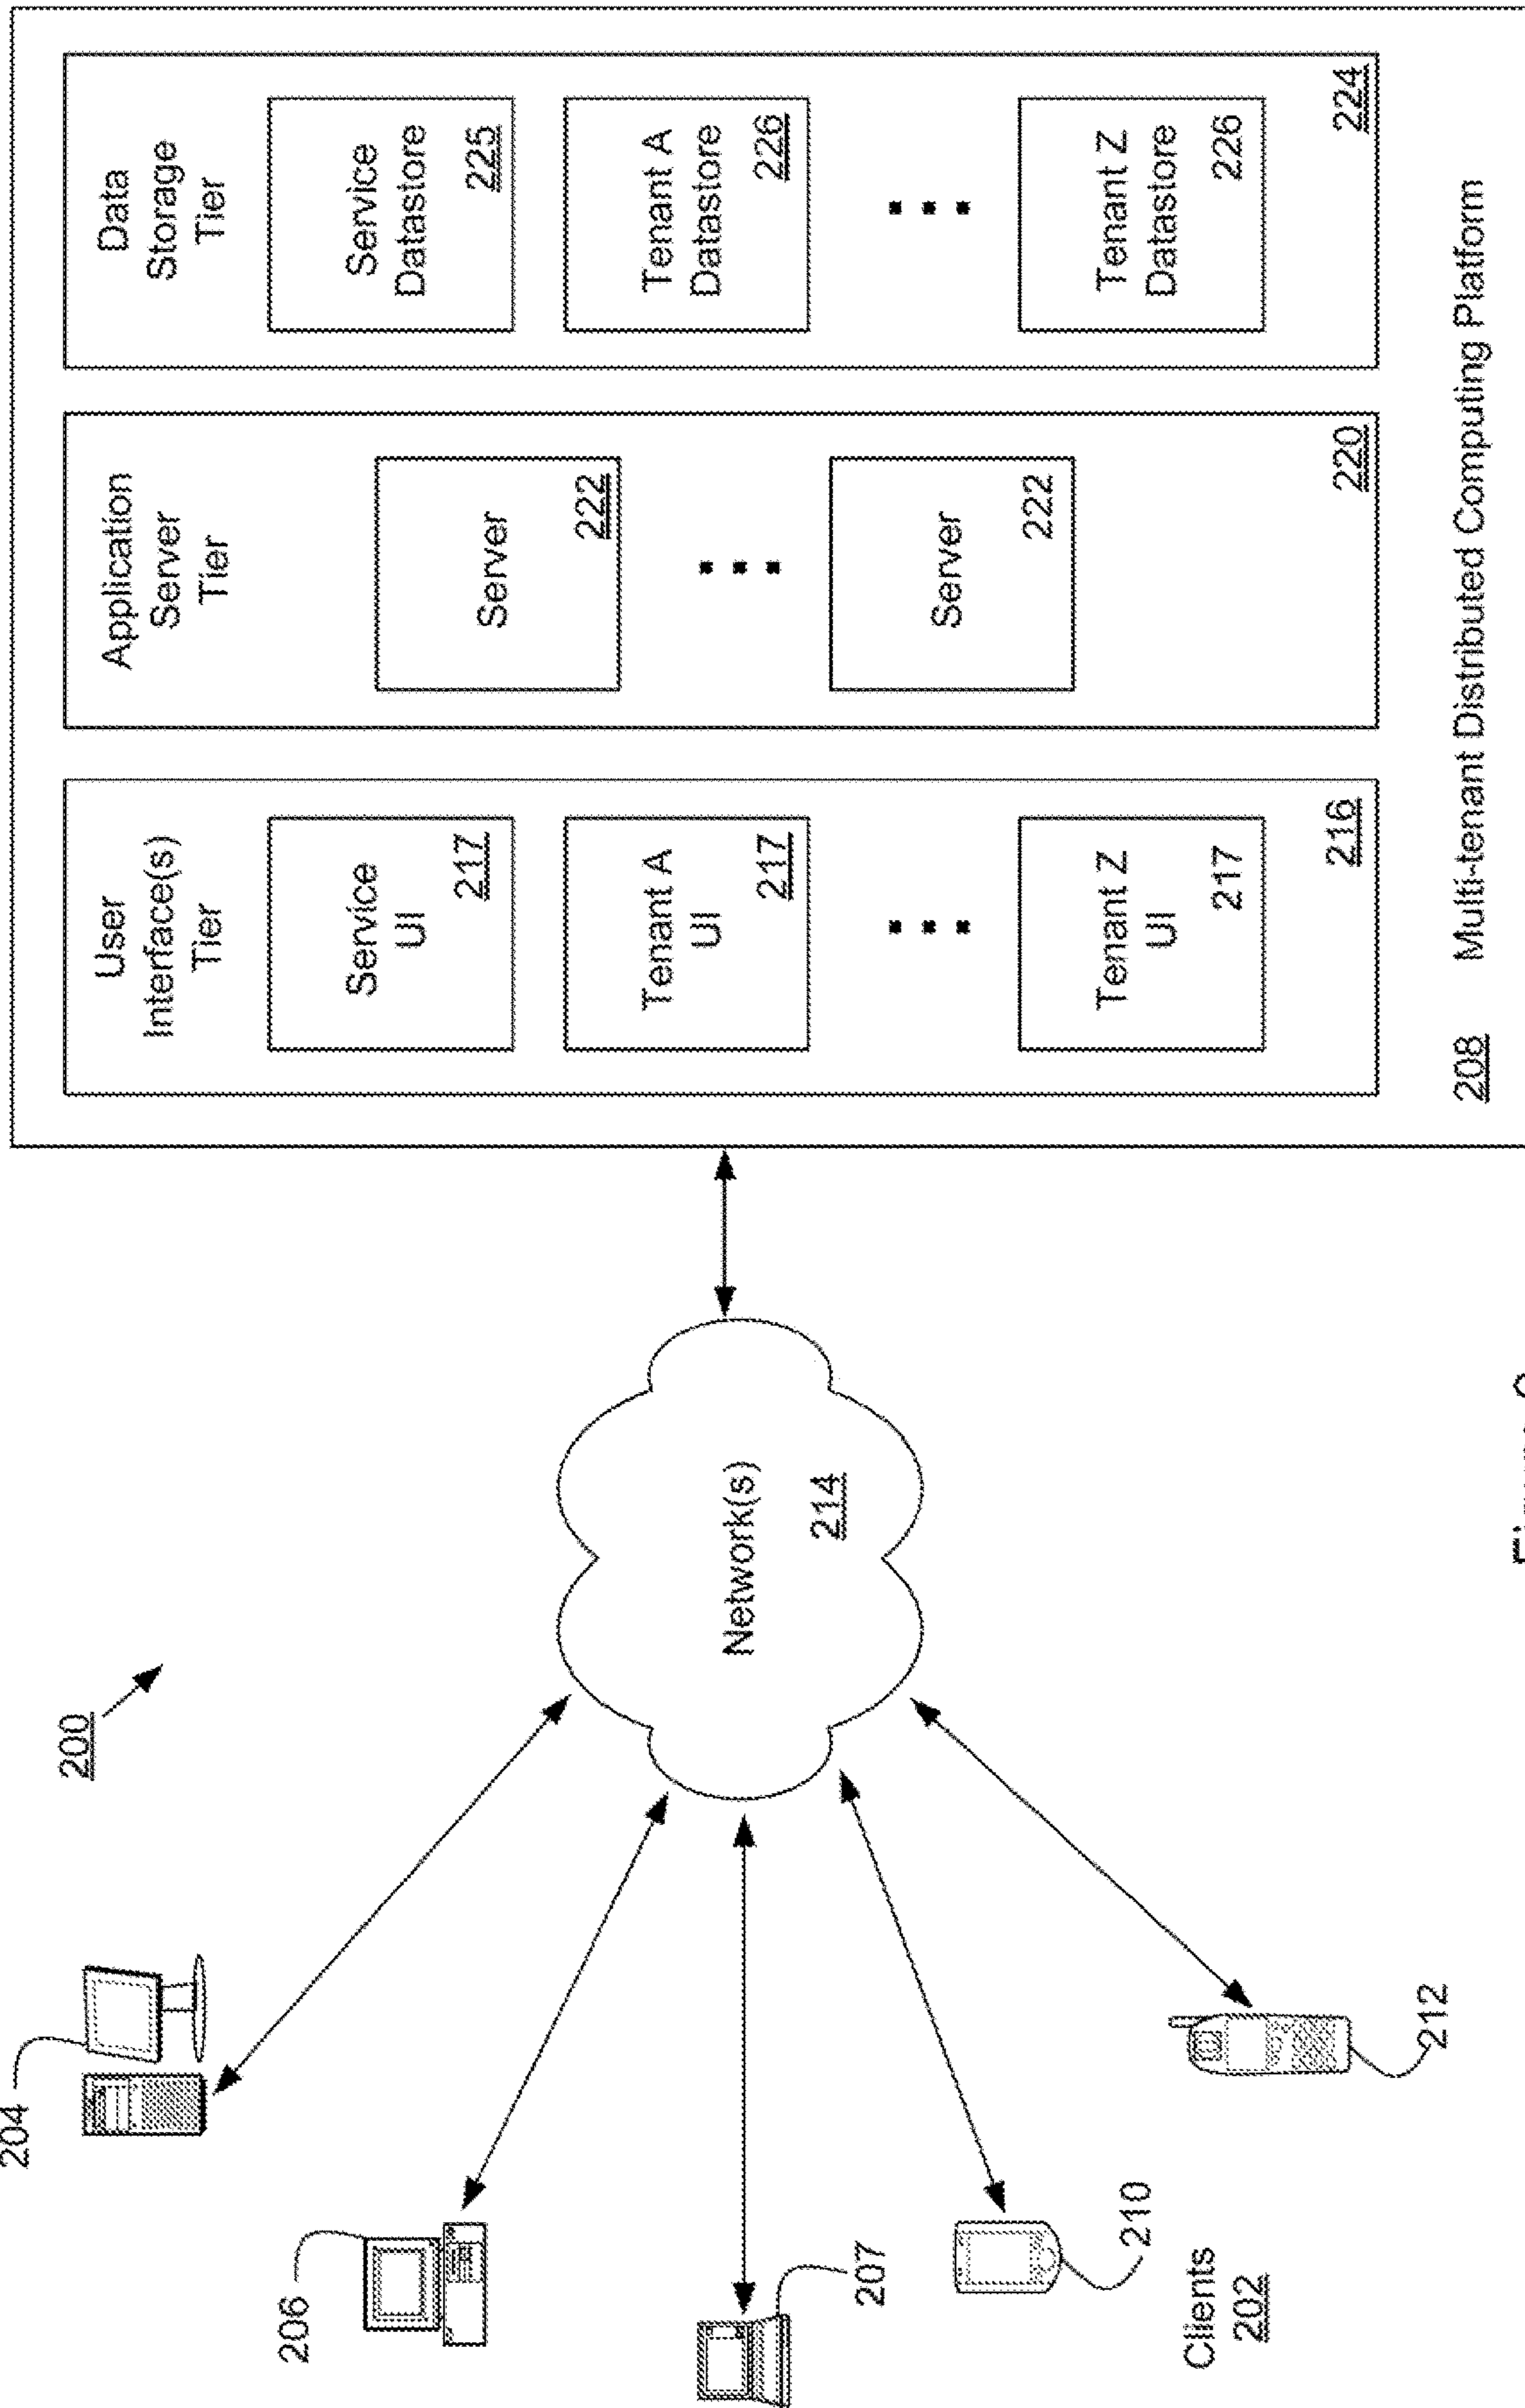 200
204
206
207
210
212
Clients
202
Network(s)
214
User
Interface(s)
Tier
Service
UI
217
Tenant A
UI
217
Tenant Z
UI
217
216
Application
Server
Tier
Server
222
Server
222
220
Data
Storage
Tier
Service
Datastore
225
Tenant A
Datastore
226
Tenant Z
Datastore
226
224
208 Multi-tenant Distributed Computing Platform